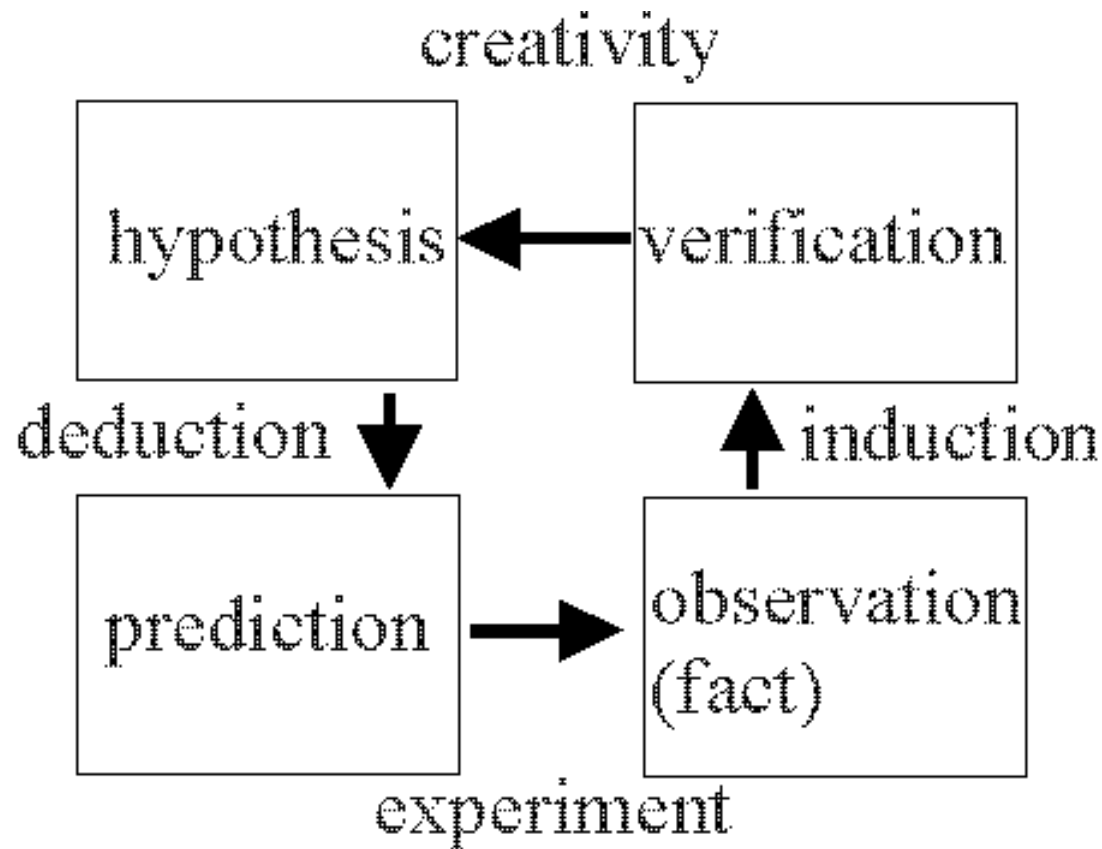 creativity
hypothesis
verification
deduction
induction
prediction
observation
(fact)
experiment